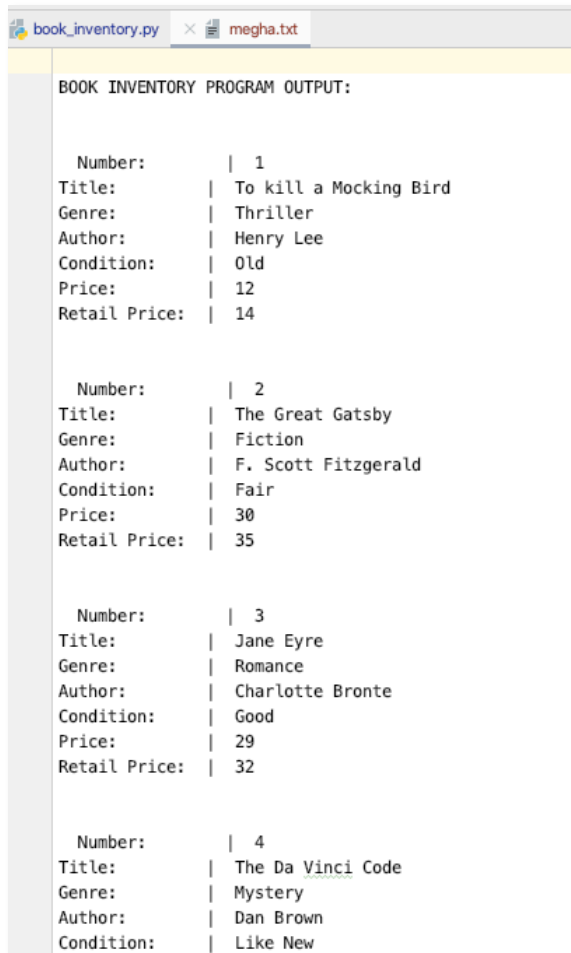 book_inventory.py megha.txt
BOOK INVENTORY PROGRAM OUTPUT:
Number: | 1
Title: | To kill a Mocking Bird
Genre: | Thriller
Author: | Henry Lee
Condition: | Old
Price: | 12
Retail Price: | 14
Number: | 2
Title: | The Great Gatsby
Genre: | Fiction
Author: | F. Scott Fitzgerald
Condition: | Fair
Price: | 30
Retail Price: | 35
Number: | 3
Title: | Jane Eyre
Genre: | Romance
Author: | Charlotte Bronte
Condition: | Good
Price: | 29
Retail Price: | 32
Number: | 4
Title: | The Da Vinci Code
Genre: | Mystery
Author: | Dan Brown
Condition: | Like New